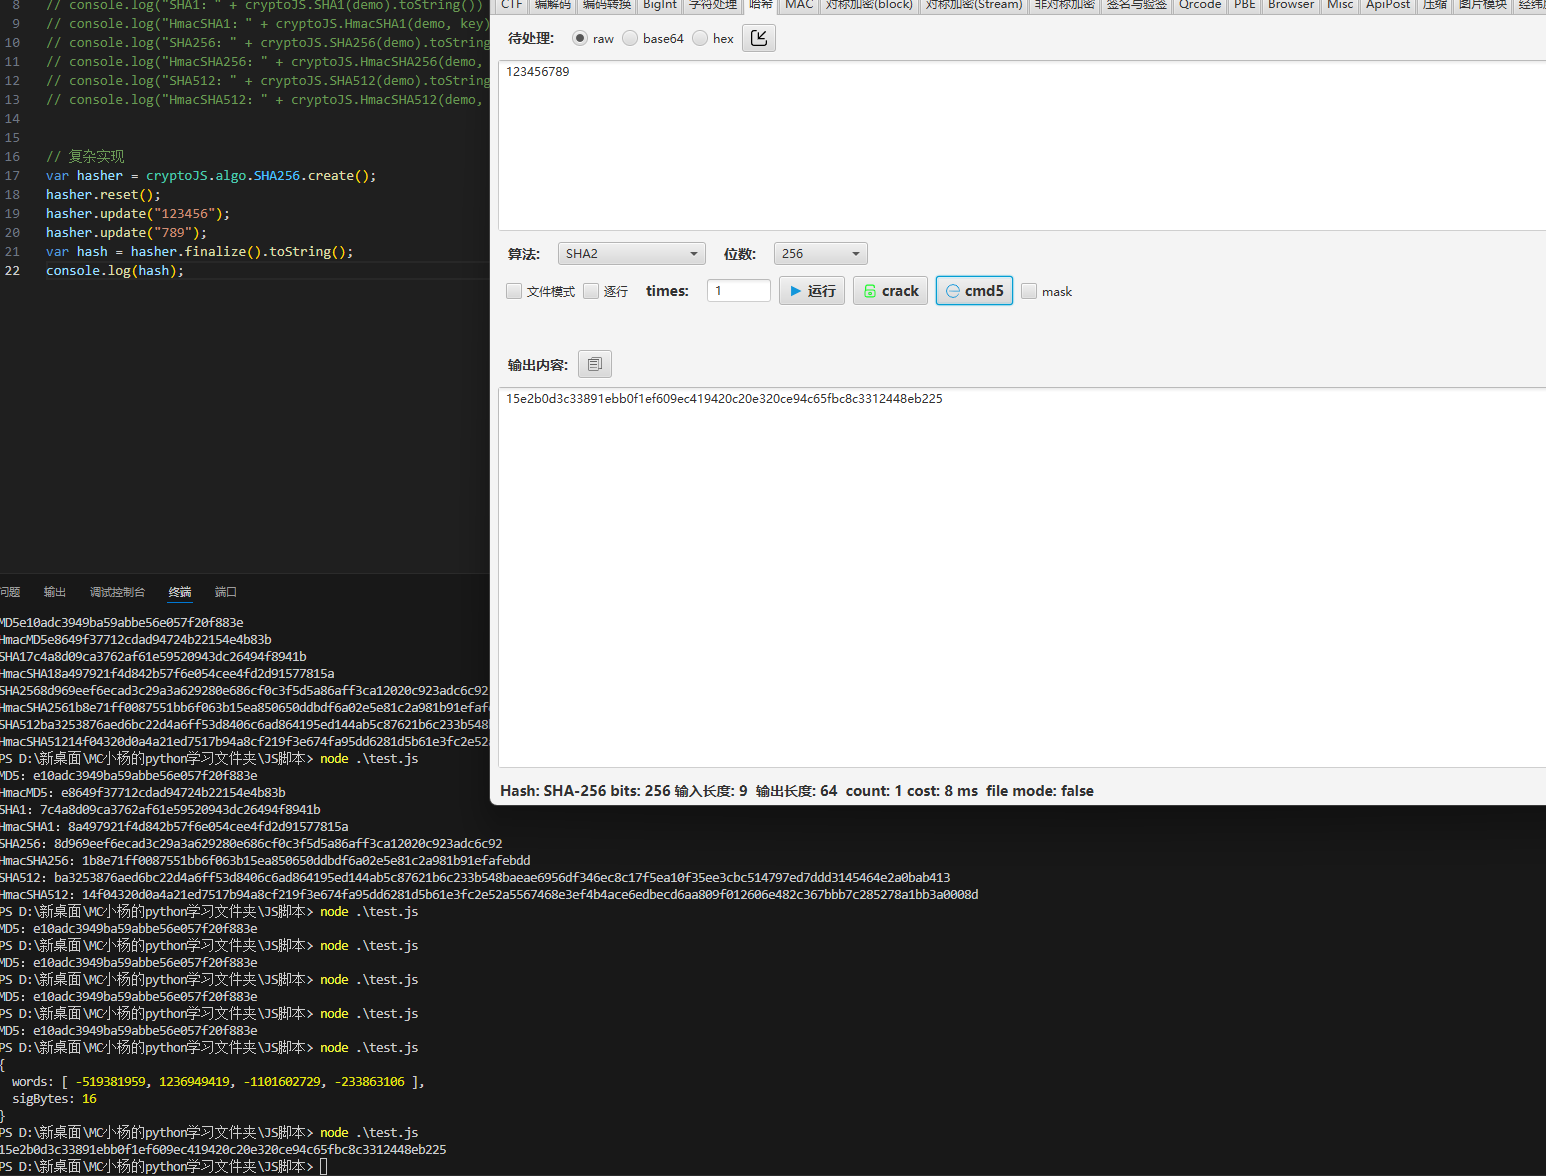 8 // console.log("SHA1: " + cryptoJS.SHA1(demo).toString())
9 // console.log("HmacSHA1: " + cryptoJS.HmacSHA1(demo, key)
10 // console.log("SHA256: " + cryptoJS.SHA256(demo).toString
11 // console.log("HmacSHA256: " + cryptoJS.HmacSHA256(demo,
12 // console.log("SHA512: " + cryptoJS.SHA512(demo).toString
13 // console.log("HmacSHA512: " + cryptoJS.HmacSHA512(demo,
14
15
16 // 复杂实现
17 var hasher = cryptoJS.algo.SHA256.create();
18 hasher.reset();
19 hasher.update("123456");
20 hasher.update("789");
21 var hash = hasher.finalize().toString();
22 console.log(hash);
CTF 编解码 编码转换 BigInt 字符处理 哈希 MAC 对称加密(block) 对称加密(Stream) 非对称加密 签名与验签 Qrcode PBE Browser Misc ApiPost 压缩 图片模块
待处理: raw base64 hex
123456789
算法: SHA2 位数: 256
文件模式 逐行 times: 1 运行 crack cmd5 mask
输出内容:
15e2b0d3c33891ebb0f1ef609ec419420c20e320ce94c65fbc8c3312448eb225
Hash: SHA-256 bits: 256 输入长度: 9 输出长度: 64 count: 1 cost: 8 ms file mode: false
问题 输出 调试控制台 终端 端口
MD5e10adc3949ba59abbe56e057f20f883e
HmacMD5e8649f37712cdad94724b22154e4b83b
SHA17c4a8d09ca3762af61e59520943dc26494f8941b
HmacSHA18a497921f4d842b57f6e054cee4fd2d91577815a
SHA2568d969eef6ecad3c29a3a629280e686cf0c3f5d5a86aff3ca12020c923adc6c92
HmacSHA2561b8e71ff0087551bb6f063b15ea850650ddbdf6a02e5e81c2a981b91efafe
SHA512ba3253876aed6bc22d4a6ff53d8406c6ad864195ed144ab5c87621b6c233b548
HmacSHA51214f04320d0a4a21ed7517b94a8cf219f3e674fa95dd6281d5b61e3fc2e52a
PS D:\新桌面\MC小杨的python学习文件夹\JS脚本> node .\test.js
MD5: e10adc3949ba59abbe56e057f20f883e
HmacMD5: e8649f37712cdad94724b22154e4b83b
SHA1: 7c4a8d09ca3762af61e59520943dc26494f8941b
HmacSHA1: 8a497921f4d842b57f6e054cee4fd2d91577815a
SHA256: 8d969eef6ecad3c29a3a629280e686cf0c3f5d5a86aff3ca12020c923adc6c92
HmacSHA256: 1b8e71ff0087551bb6f063b15ea850650ddbdf6a02e5e81c2a981b91efafebdd
SHA512: ba3253876aed6bc22d4a6ff53d8406c6ad864195ed144ab5c87621b6c233b548baeae6956df346ec8c17f5ea10f35ee3cbc514797ed7ddd3145464e2a0bab413
HmacSHA512: 14f04320d0a4a21ed7517b94a8cf219f3e674fa95dd6281d5b61e3fc2e52a5567468e3ef4b4ace6edbecd6aa809f012606e482c367bbb7c285278a1bb3a0008d
PS D:\新桌面\MC小杨的python学习文件夹\JS脚本> node .\test.js
MD5: e10adc3949ba59abbe56e057f20f883e
PS D:\新桌面\MC小杨的python学习文件夹\JS脚本> node .\test.js
MD5: e10adc3949ba59abbe56e057f20f883e
PS D:\新桌面\MC小杨的python学习文件夹\JS脚本> node .\test.js
MD5: e10adc3949ba59abbe56e057f20f883e
PS D:\新桌面\MC小杨的python学习文件夹\JS脚本> node .\test.js
MD5: e10adc3949ba59abbe56e057f20f883e
PS D:\新桌面\MC小杨的python学习文件夹\JS脚本> node .\test.js
{
words: [ -519381959, 1236949419, -1101602729, -233863106 ],
sigBytes: 16
}
PS D:\新桌面\MC小杨的python学习文件夹\JS脚本> node .\test.js
15e2b0d3c33891ebb0f1ef609ec419420c20e320ce94c65fbc8c3312448eb225
PS D:\新桌面\MC小杨的python学习文件夹\JS脚本>